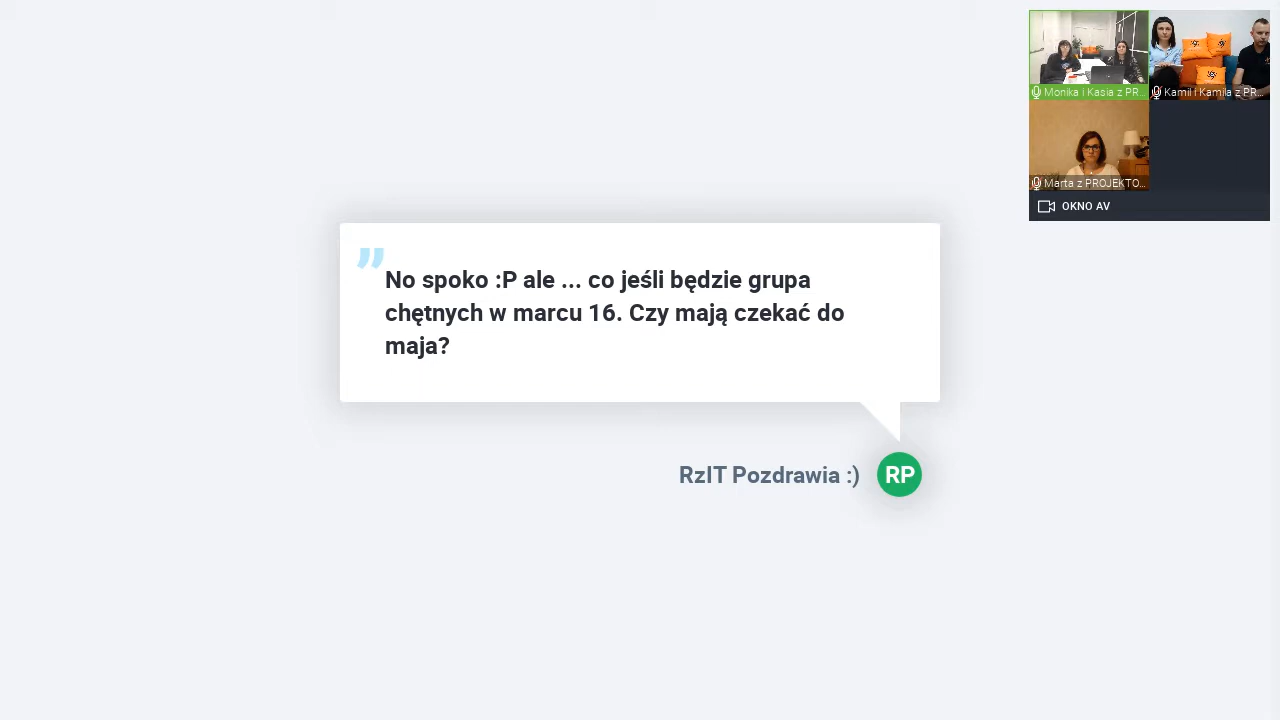 Monika I Kasia z PR...
Kamil i Kamila z PR...
Marta z PROJEKTO...
OKNO AV
”
No spoko :P ale ... co jeśli będzie grupa
chętnych w marcu 16. Czy mają czekać do
maja?
RzIT Pozdrawia :)
RP